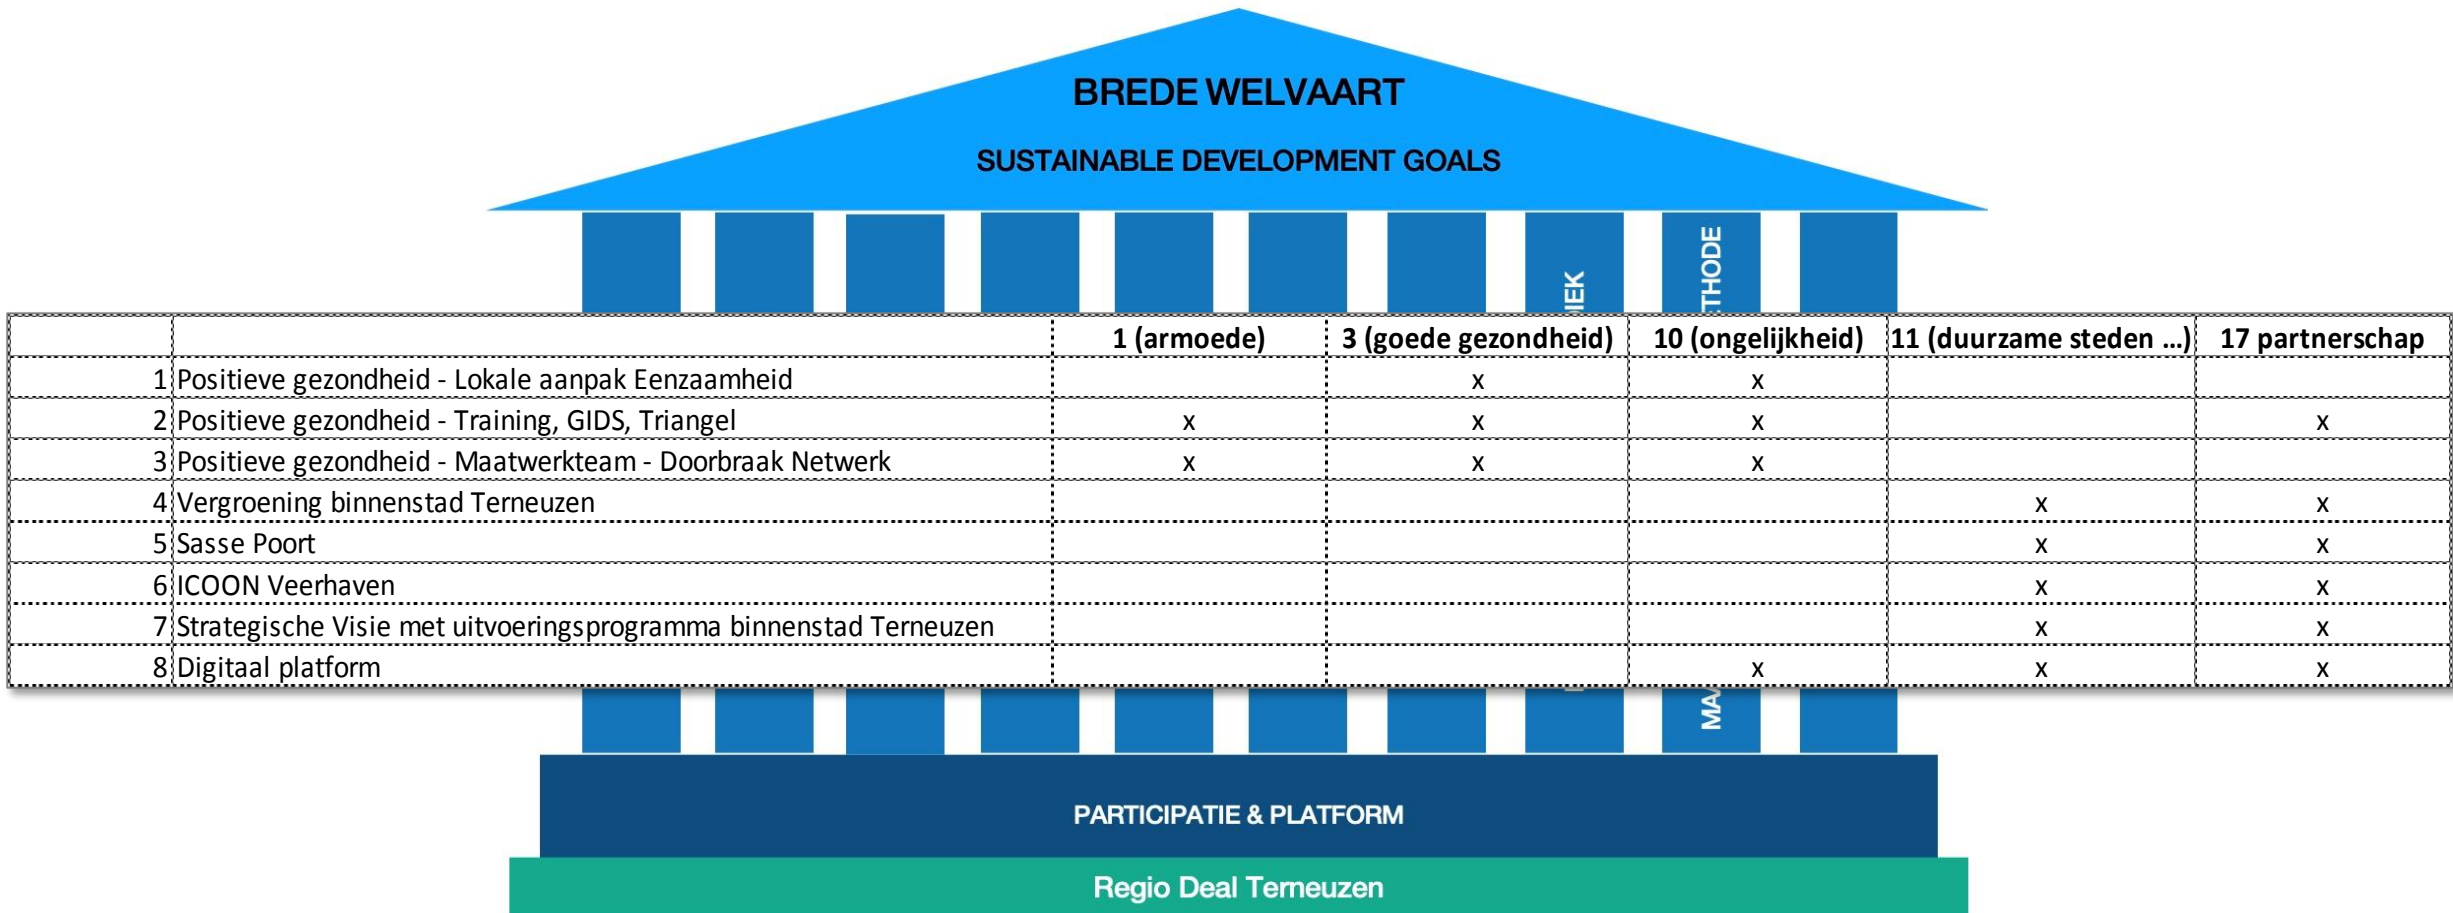 BREDE WELVAART
SUSTAINABLE DEVELOPMENT GOALS
THODE
1 (armoede) 3 (goede gezondheid) 10 (ongelijkheid) 11 (duurzame steden ...) 17 partnerschap
1 Positieve gezondheid - Lokale aanpak Eenzaamheid x x
2 Positieve gezondheid - Training, GIDS, Triangel x x x x
3 Positieve gezondheid - Maatwerkteam - Doorbraak Netwerk x x x
4 Vergroening binnenstad Terneuzen x x
5 Sasse Poort x x
6 ICOON Veerhaven x x
7 Strategische Visie met uitvoeringsprogramma binnenstad Terneuzen x x
8 Digitaal platform x x x
PARTICIPATIE & PLATFORM
Regio Deal Terneuzen